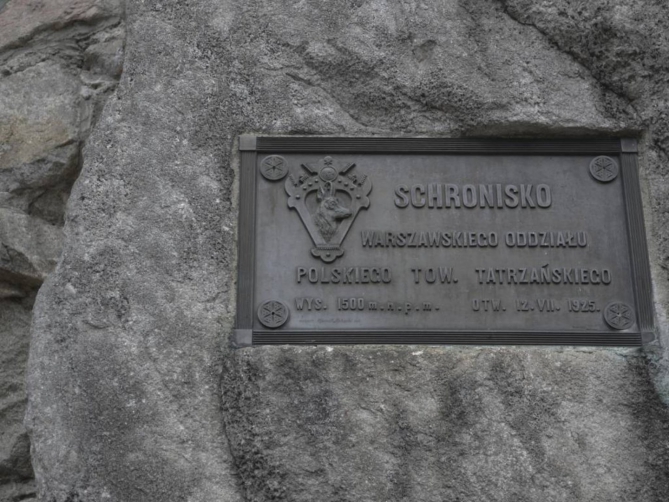 SCHRONISKO
WARSZAWSKIEGO ODDZIAŁU
POLSKIEGO TOW. TATRZAŃSKIEGO
WYS. 1500 m.n.p.m. OTW. 12.VII. 1925.